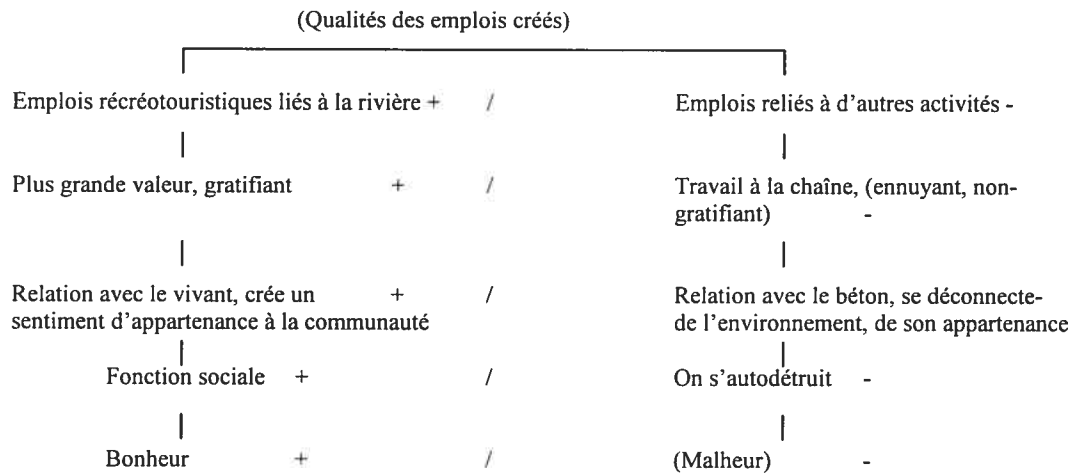 (Qualités des emplois créés)
Emplois récréotouristiques liés à la rivière + / Emplois reliés à d'autres activités -
Plus grande valeur, gratifiant + / Travail à la chaîne, (ennuyant, non-
gratifiant) -
Relation avec le vivant, crée un + / Relation avec le béton, se déconnecte-
sentiment d'appartenance à la communauté de l'environnement, de son appartenance
Fonction sociale + / On s'autodétruit -
Bonheur + / (Malheur) -